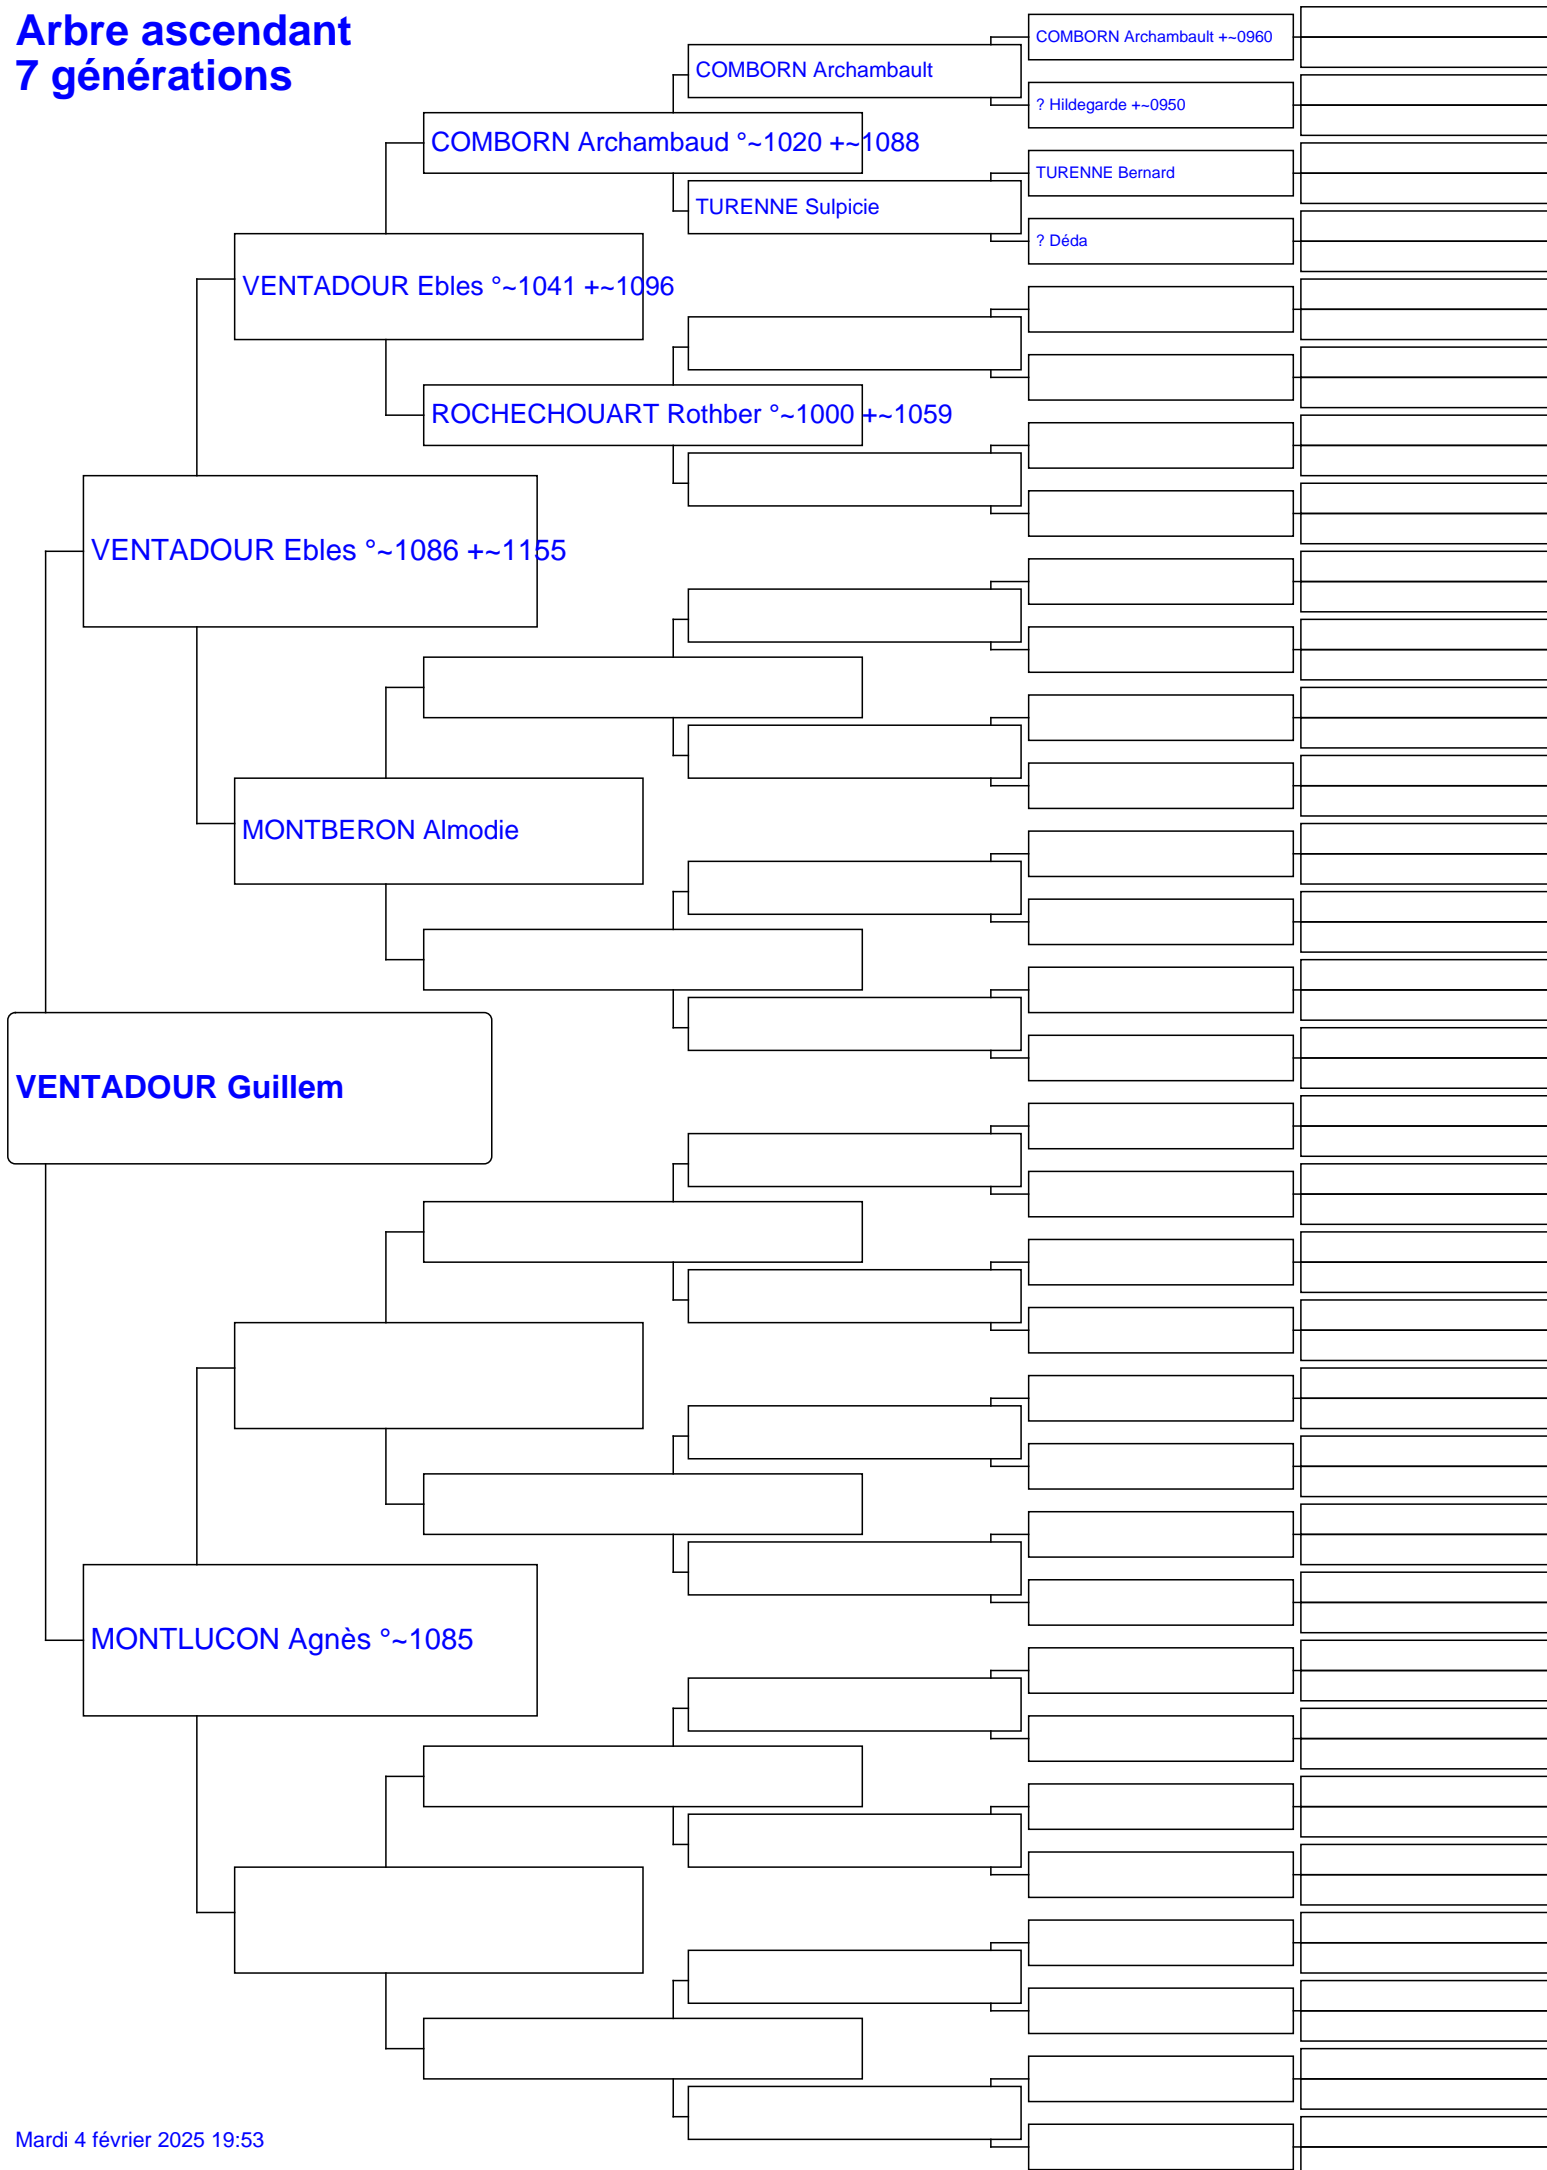 Arbre ascendant
7 générations
COMBORN Archambault +~0960
COMBORN Archambault
? Hildegarde +~0950
COMBORN Archambaud °~1020 +~1088
TURENNE Bernard
TURENNE Sulpicie
? Déda
VENTADOUR Ebles °~1041 +~1096
ROCHECHOUART Rothber °~1000 +~1059
VENTADOUR Ebles °~1086 +~1155
MONTBERON Almodie
VENTADOUR Guillem
MONTLUCON Agnès °~1085
Mardi 4 février 2025 19:53